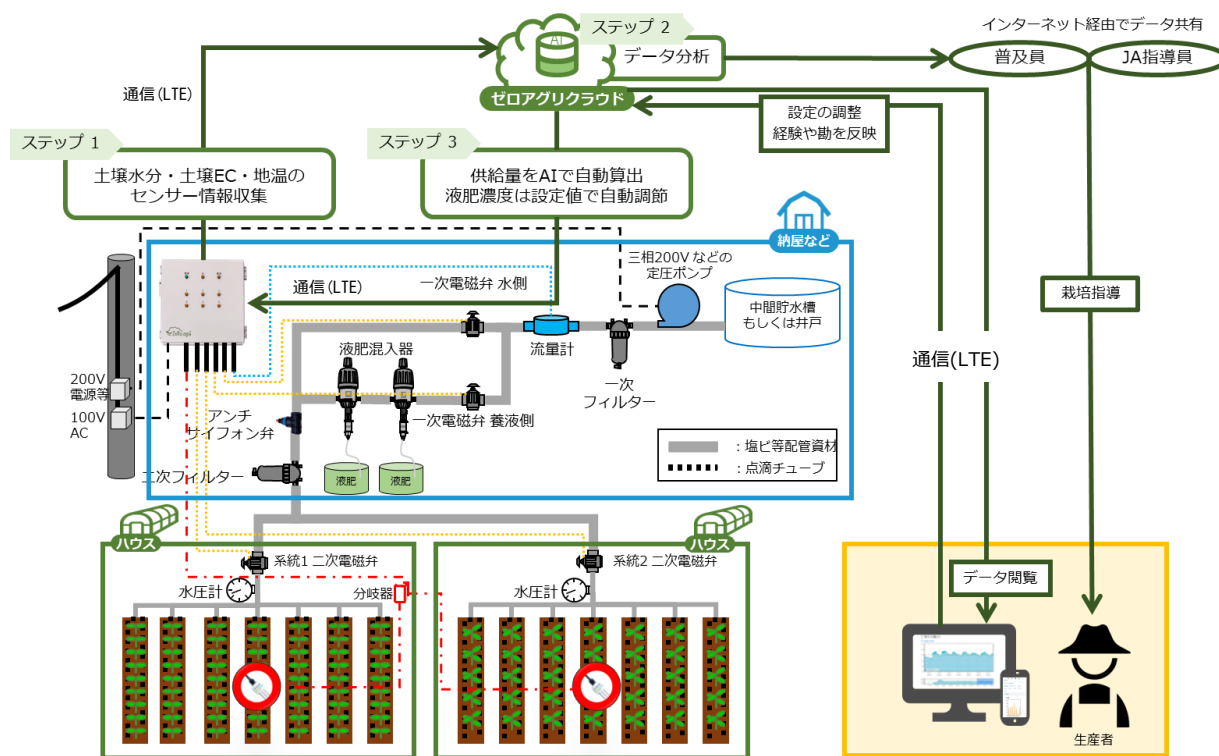 インターネット経由でデータ共有
普及員
JA指導員
AI
ステップ 2
データ分析
ゼロアグリクラウド
通信(LTE)
設定の調整
経験や勘を反映
ステップ 1
土壌水分・土壌EC・地温の
センサー情報収集
ステップ 3
供給量をAIで自動算出
液肥濃度は設定値で自動調節
納屋など
三相200V などの
定圧ポンプ
通信(LTE)
一次電磁弁 水側
中間貯水槽
もしくは井戸
栽培指導
流量計
液肥混入器
一次
フィルター
通信(LTE)
200V
電源等
100V
AC
アンチ
サイフォン弁
一次電磁弁 養液側
：塩ビ等配管資材
：点滴チューブ
二次フィルター
液肥
液肥
ハウス
ハウス
系統1 二次電磁弁
系統2 二次電磁弁
水圧計
分岐器
水圧計
データ閲覧
生産者